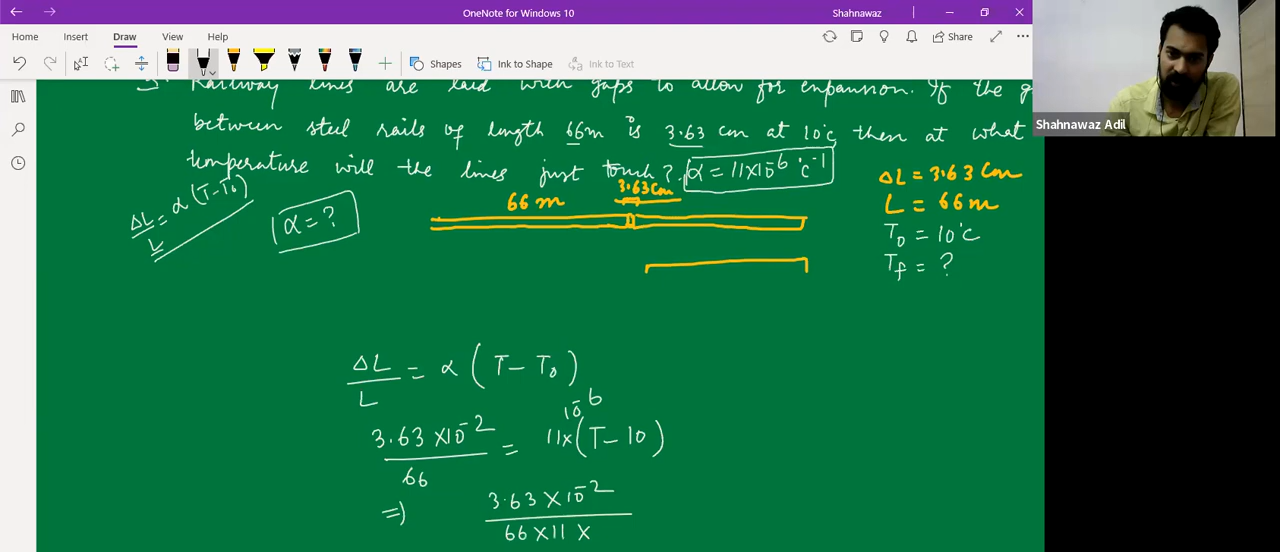 OneNote for Windows 10
Shahnawaz
Home Insert Draw View Help
Share
Shapes Ink to Shape Ink to Text
Shahnawaz Adil
Railway lines are laid with gaps to allow for expansion. If the g
between steel rails of length 66m is 3.63 cm at 10°c then at what
temperature will the lines just touch? α = 11×10⁻⁶ °c⁻¹
ΔL = 3.63 cm
L = 66 m
T₀ = 10°c
T_f = ?
ΔL/L = α (T-T₀)
α = ?
66 m
3.63 cm
ΔL/L = α (T - T₀)
3.63 ×10⁻²/66 = 11×10⁻⁶ (T - 10)
=> 3.63 × 10⁻²/66 × 11 ×